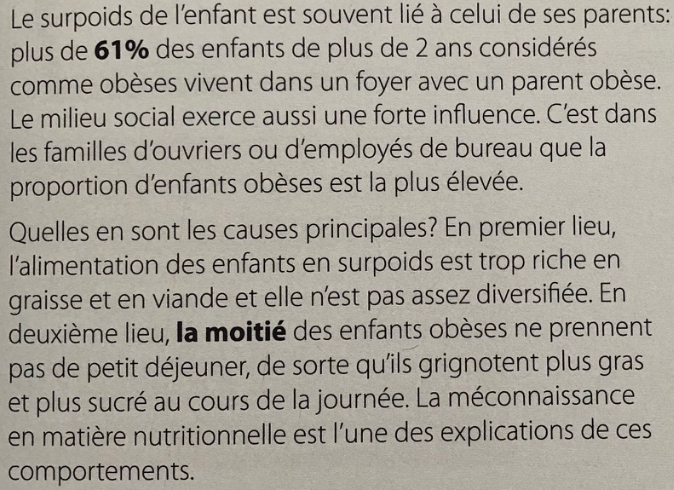 Le surpoids de l'enfant est souvent lié à celui de ses parents:
plus de 61% des enfants de plus de 2 ans considérés
comme obèses vivent dans un foyer avec un parent obèse.
Le milieu social exerce aussi une forte influence. C'est dans
les familles d'ouvriers ou d'employés de bureau que la
proportion d'enfants obèses est la plus élevée.
Quelles en sont les causes principales? En premier lieu,
l'alimentation des enfants en surpoids est trop riche en
graisse et en viande et elle n'est pas assez diversifiée. En
deuxième lieu, la moitié des enfants obèses ne prennent
pas de petit déjeuner, de sorte qu'ils grignotent plus gras
et plus sucré au cours de la journée. La méconnaissance
en matière nutritionnelle est l'une des explications de ces
comportements.